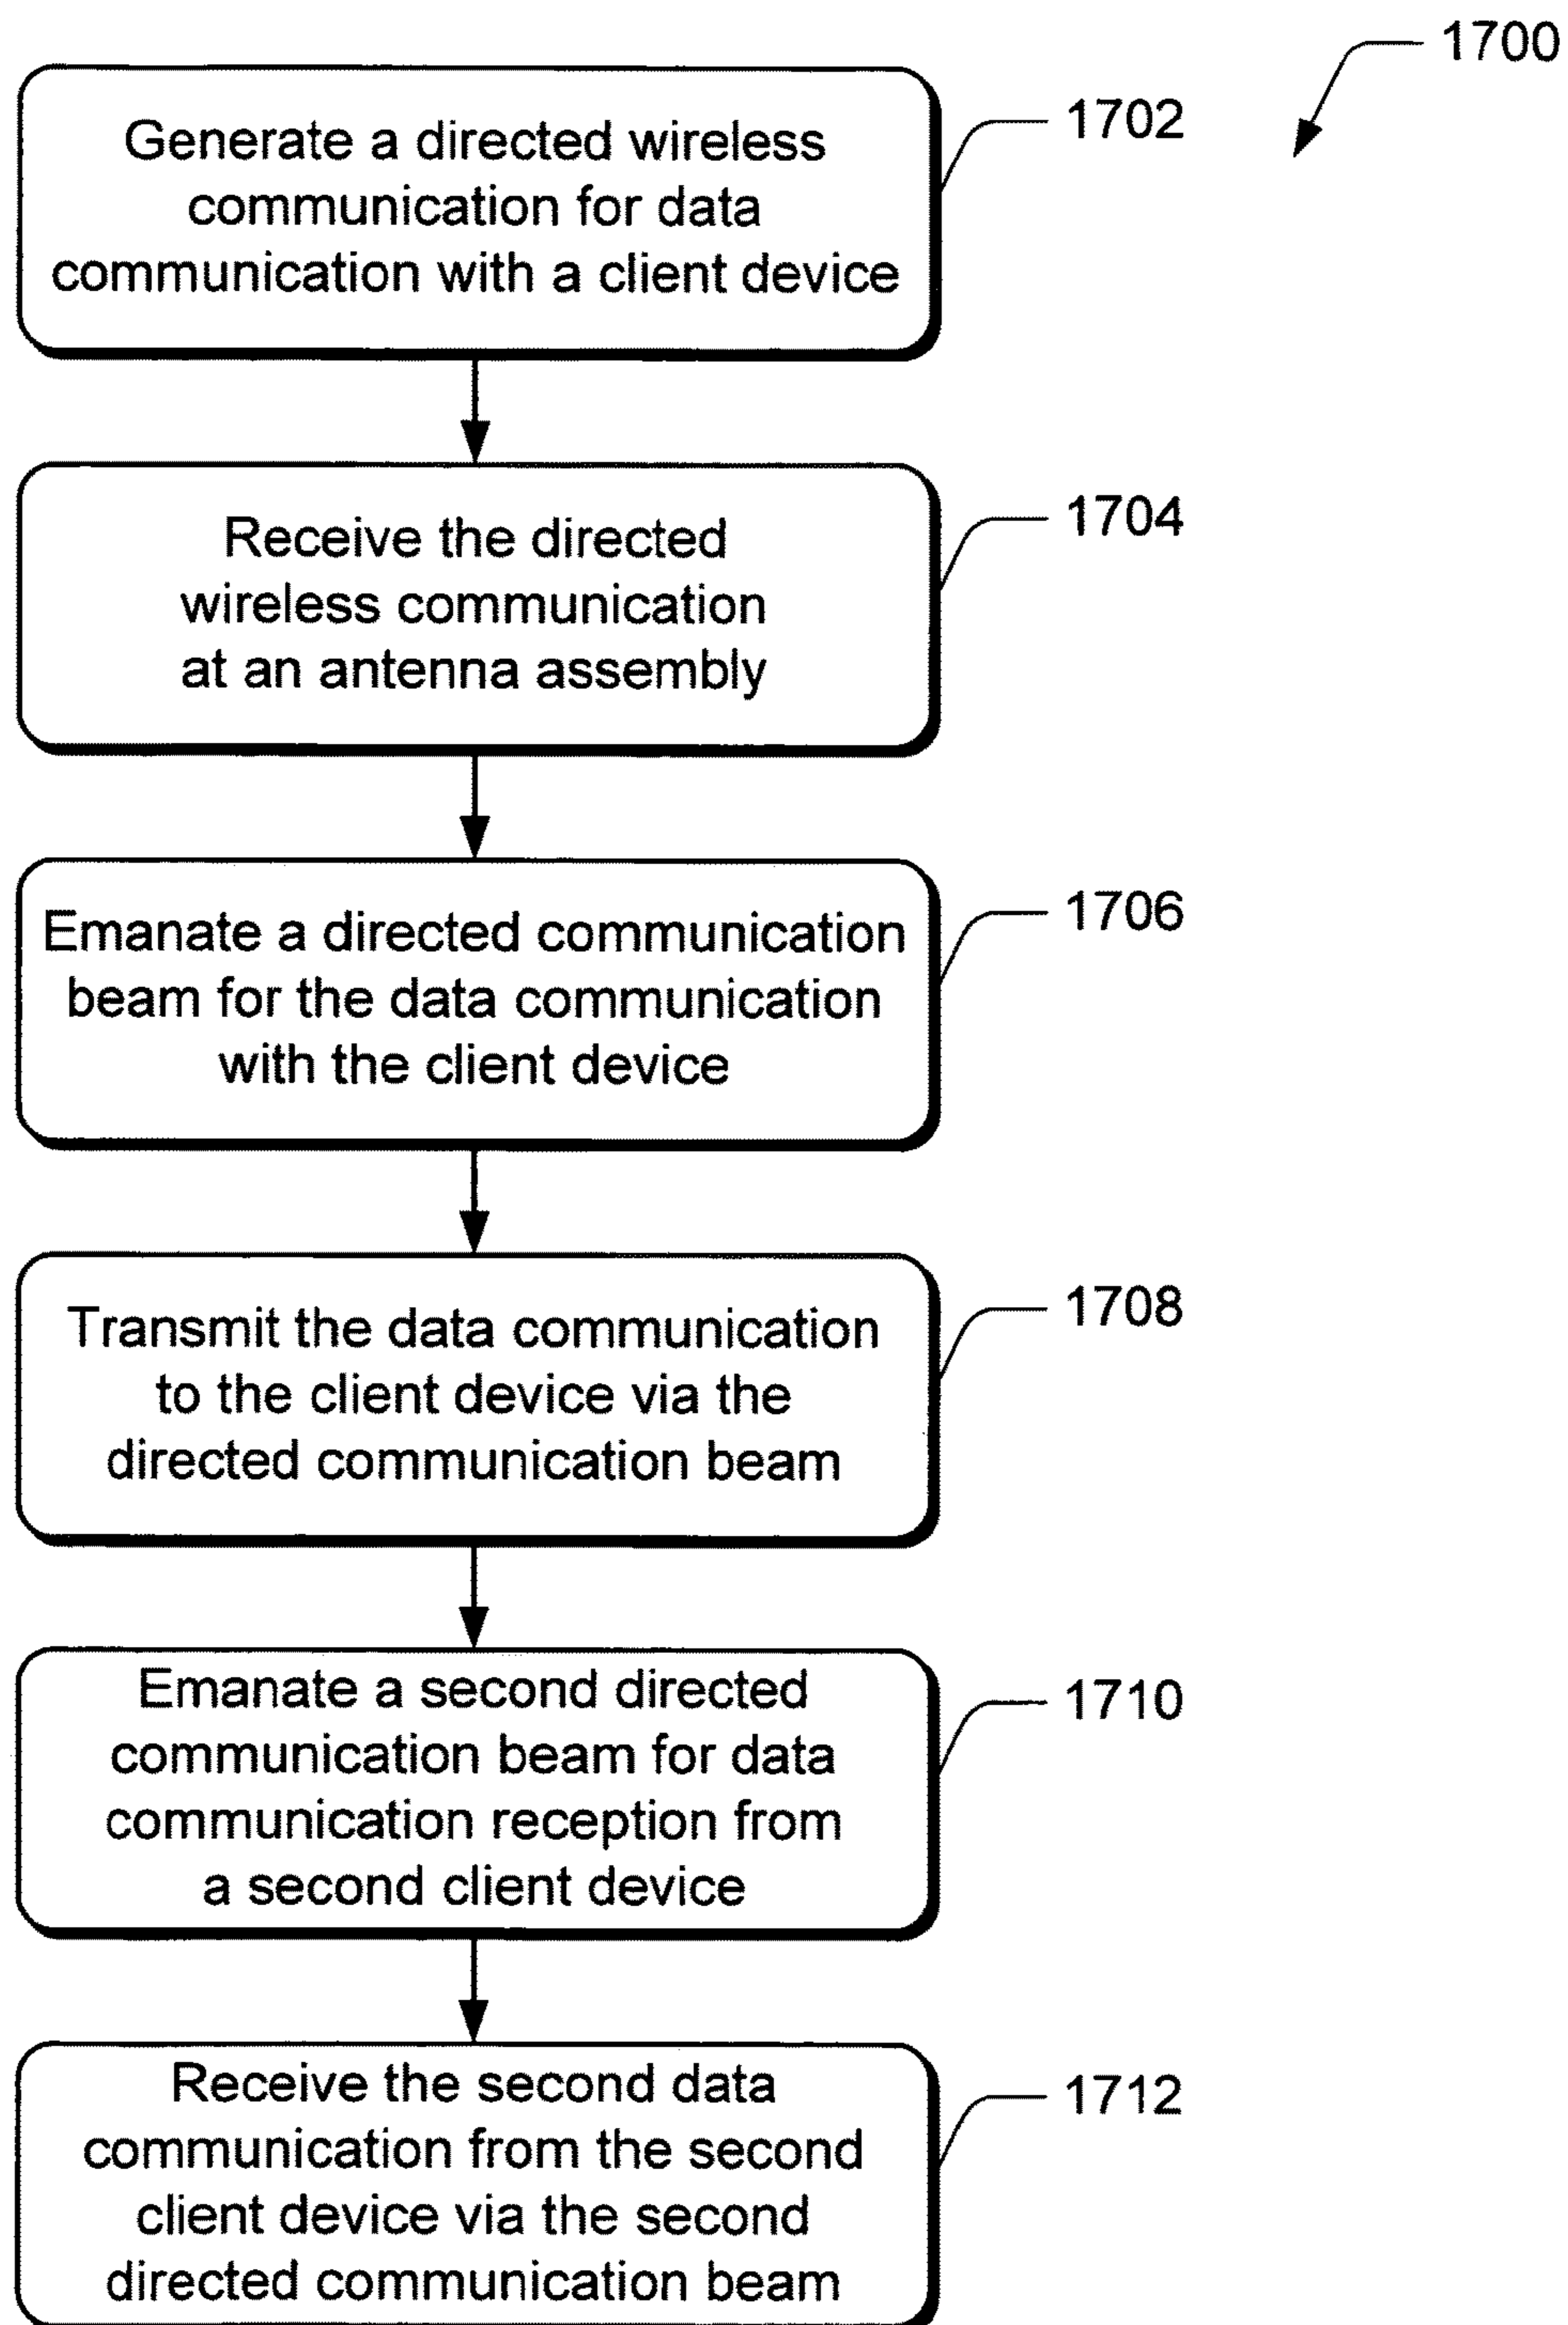 1700
Generate a directed wireless
communication for data
communication with a client device
1702
Receive the directed
wireless communication
at an antenna assembly
1704
Emanate a directed communication
beam for the data communication
with the client device
1706
Transmit the data communication
to the client device via the
directed communication beam
1708
Emanate a second directed
communication beam for data
communication reception from
a second client device
1710
Receive the second data
communication from the second
client device via the second
directed communication beam
1712